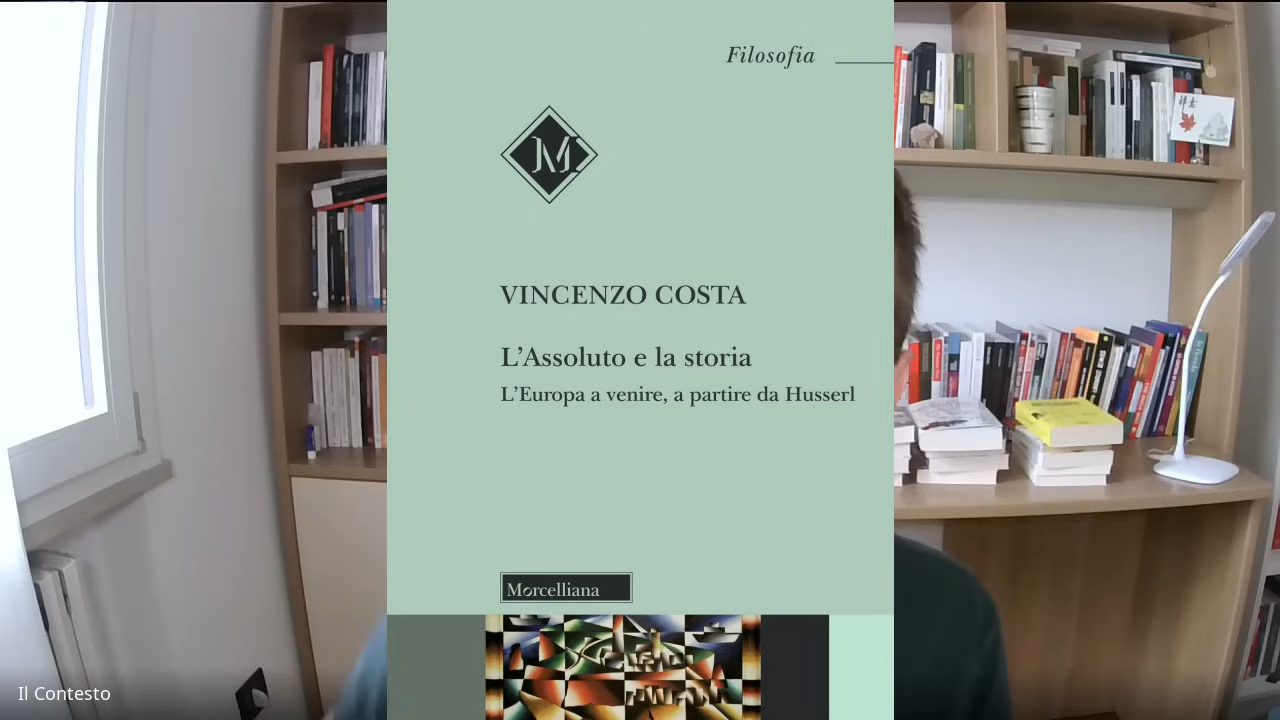 Filosofia
M
VINCENZO COSTA
L’Assoluto e la storia
L’Europa a venire, a partire da Husserl
Morcelliana
Il Contesto